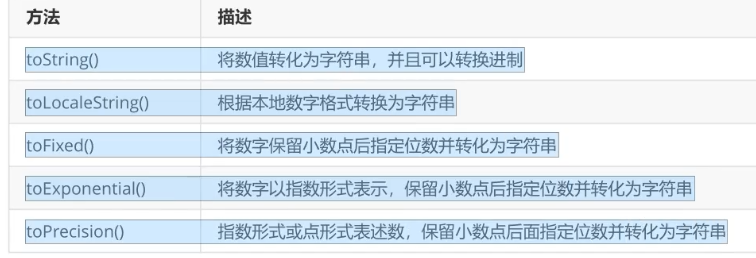 方法 描述
toString() 将数值转化为字符串，并且可以转换进制
toLocaleString() 根据本地数字格式转换为字符串
toFixed() 将数字保留小数点后指定位数并转化为字符串
toExponential() 将数字以指数形式表示，保留小数点后指定位数并转化为字符串
toPrecision() 指数形式或点形式表述数，保留小数点后面指定位数并转化为字符串